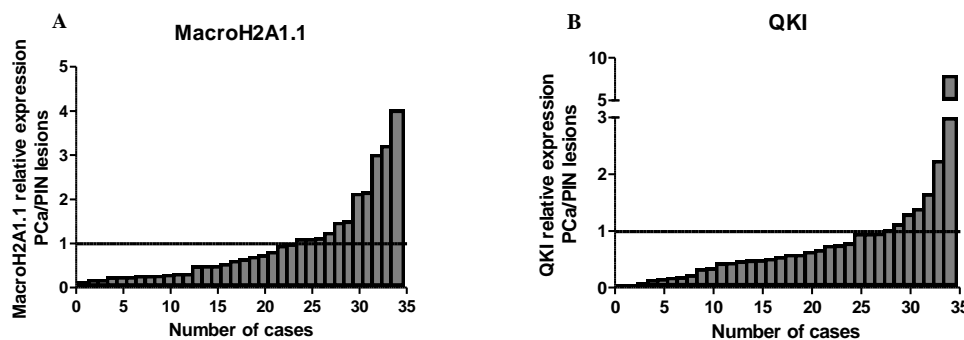 A
MacroH2A1.1
MacroH2A1.1 relative expression
PCa/PIN lesions
5
4
3
2
1
0
0 5 10 15 20 25 30 35
Number of cases
B
QKI
QKI relative expression
PCa/PIN lesions
10
5
3
2
1
0
0 5 10 15 20 25 30 35
Number of cases